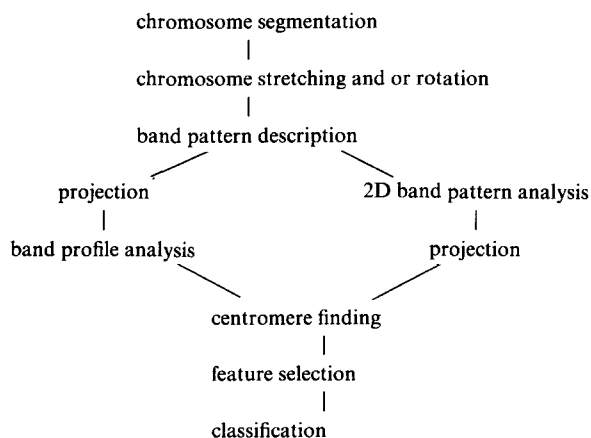 chromosome segmentation
chromosome stretching and or rotation
band pattern description
projection
2D band pattern analysis
band profile analysis
projection
centromere finding
feature selection
classification